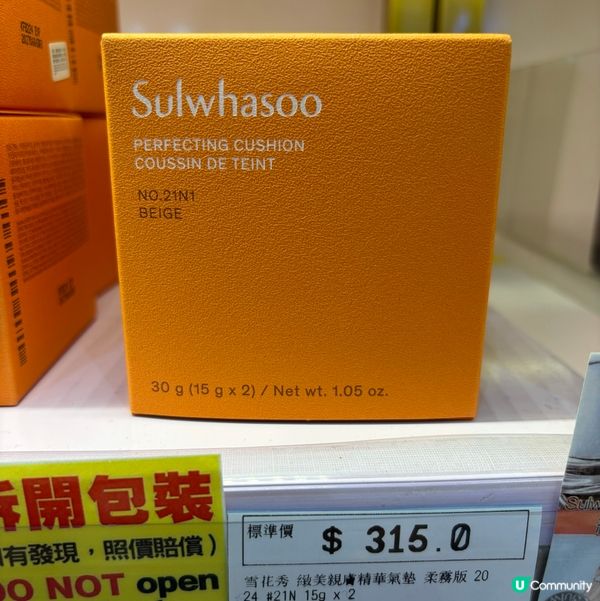 Sulwhasoo
PERFECTING CUSHION
COUSSIN DE TEINT
NO.21N1
BEIGE
30 g (15 g x 2) / Net wt. 1.05 oz.
拆開包裝
有發現，照價賠償）
DO NOT open
標準價
$ 315.0
雪花秀 緻美親膚精華氣墊 柔霧版 20
24 #21N 15g x 2
U Community